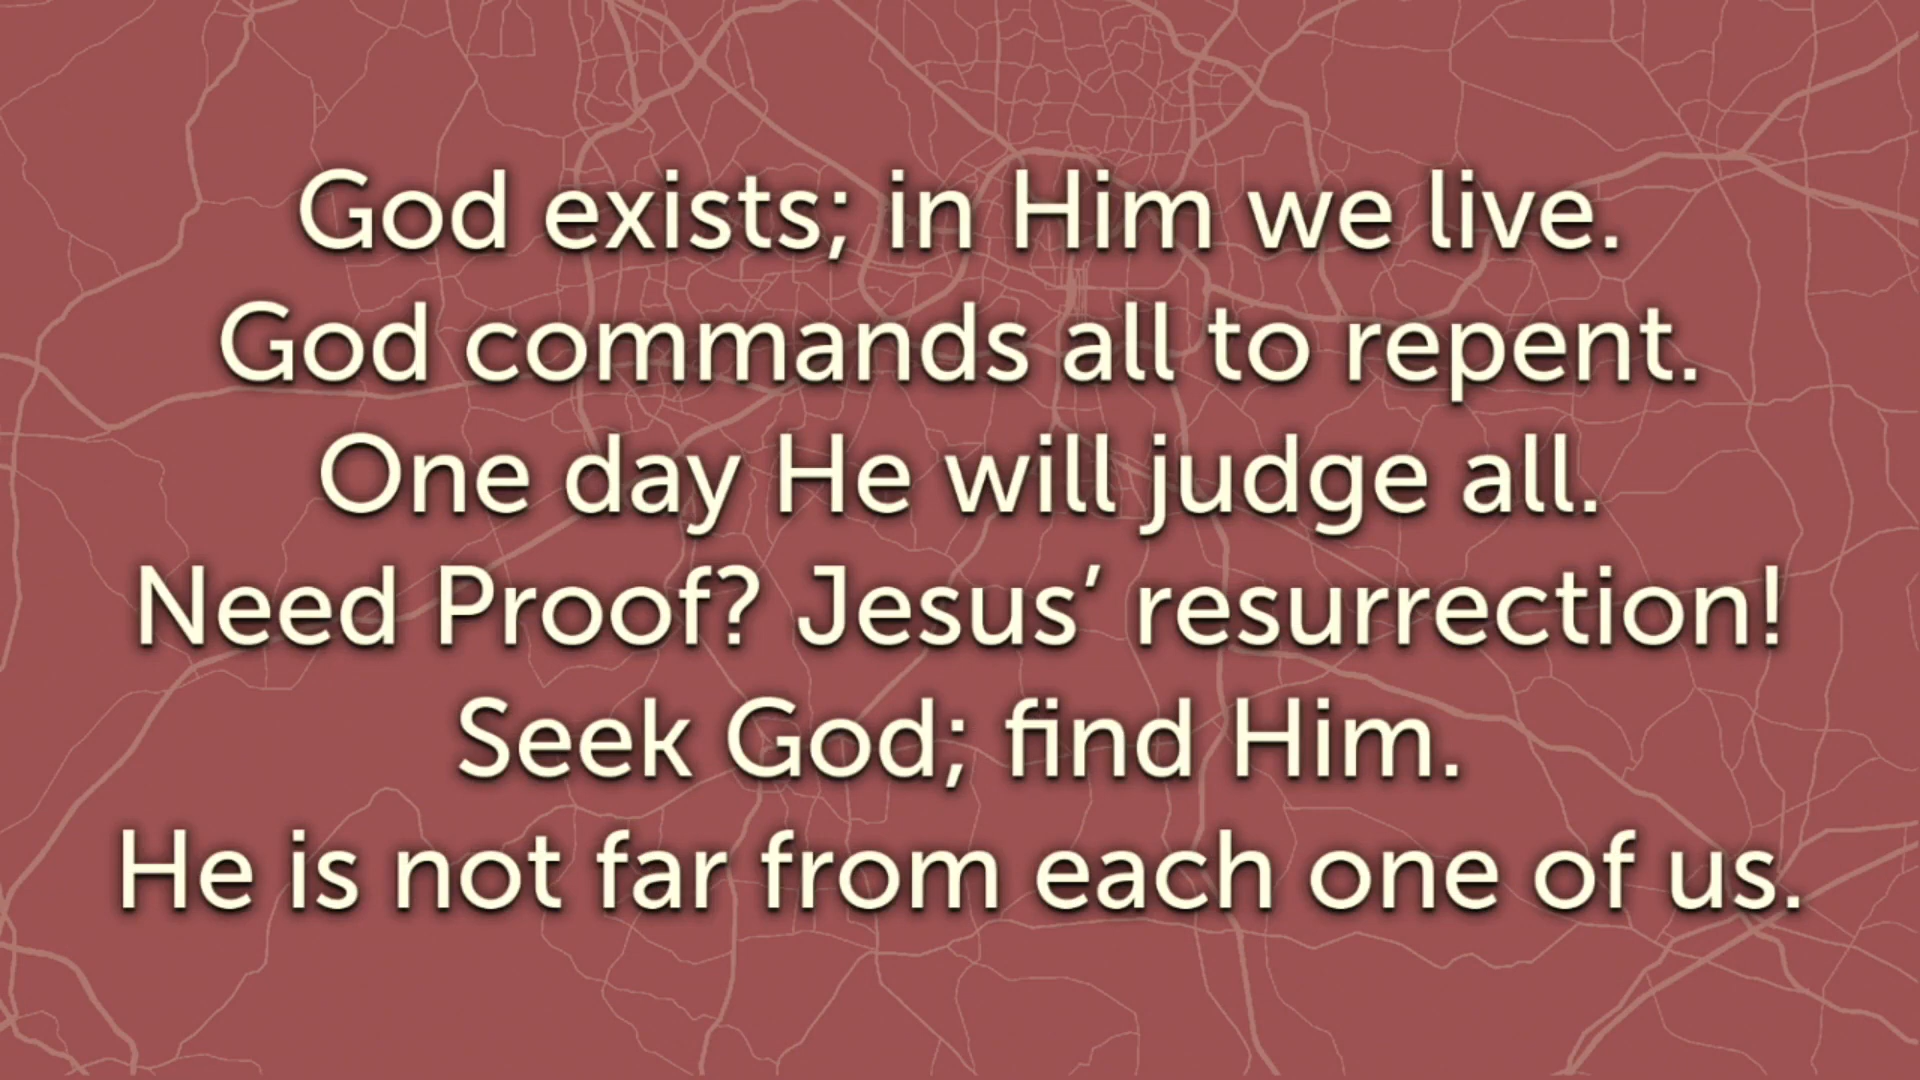 God exists; in Him we live.
God commands all to repent.
One day He will judge all.
Need Proof? Jesus’ resurrection!
Seek God; find Him.
He is not far from each one of us.